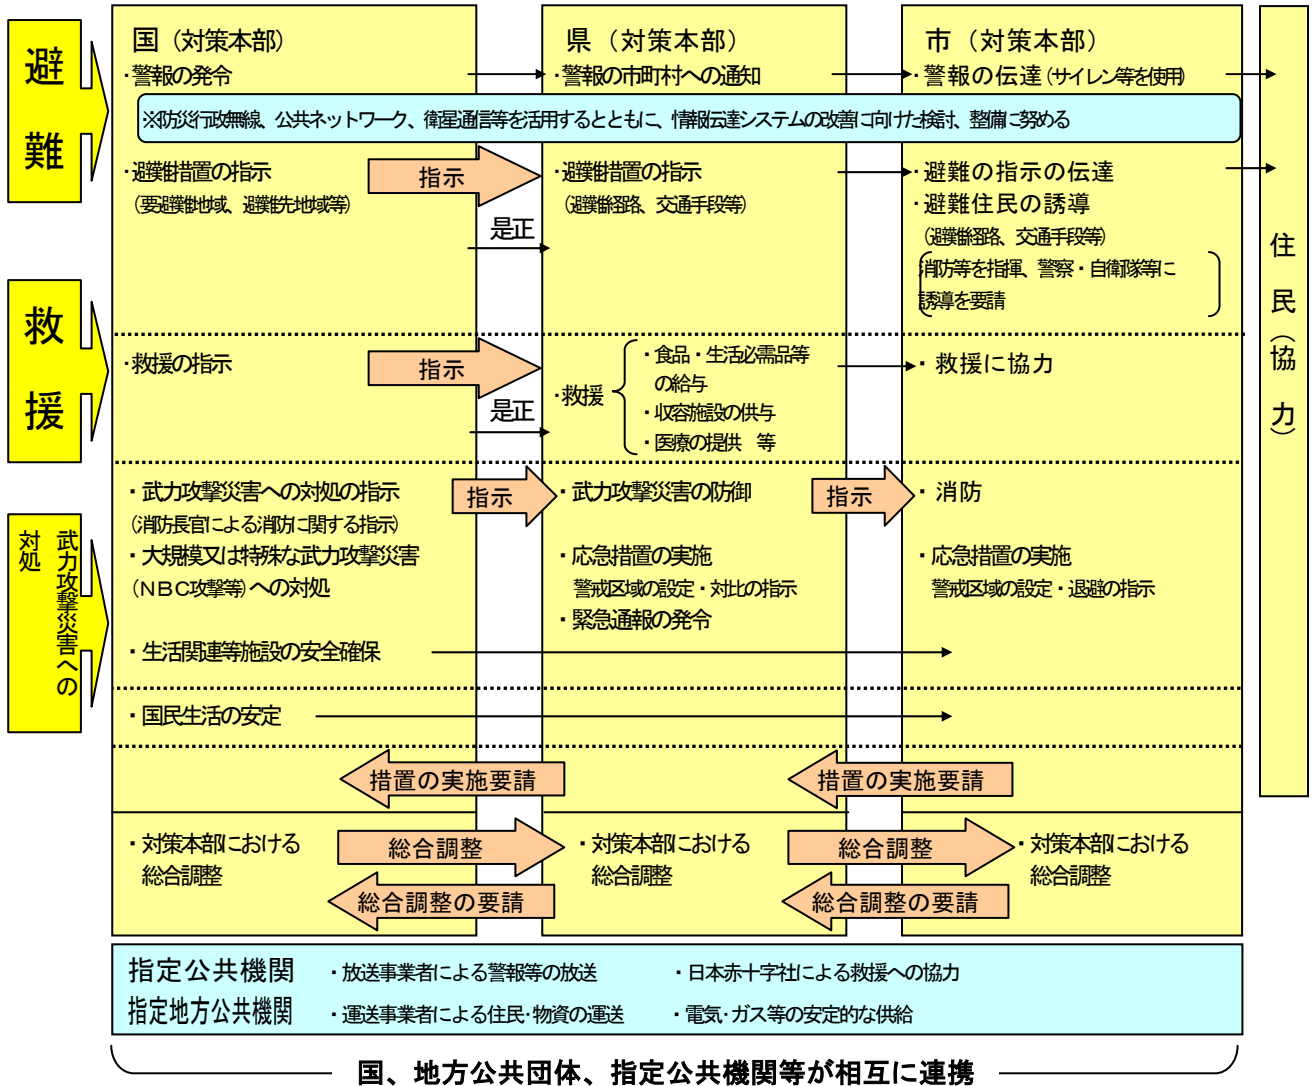 避難
国（対策本部）
・警報の発令
県（対策本部）
・警報の市町村への通知
市（対策本部）
・警報の伝達（サイレン等を使用）
※防災行政無線、公共ネットワーク、衛星通信等を活用するとともに、情報伝達システムの改善に向けた検討、整備に努める
・避難措置の指示
（要避難地域、避難先地域等）
指示
是正
・避難措置の指示
（避難経路、交通手段等）
・避難の指示の伝達
・避難住民の誘導
（避難経路、交通手段等）
消防等を指揮、警察・自衛隊等に
誘導を要請
住民（協力）
救援
・救援の指示
指示
是正
・救援
・食品・生活必需品等
の給与
・収容施設の供与
・医療の提供　等
・救援に協力
武力攻撃災害への
対処
・武力攻撃災害への対処の指示
（消防長官による消防に関する指示）
・大規模又は特殊な武力攻撃災害
（ＮＢＣ攻撃等）への対処
・生活関連等施設の安全確保
指示
・武力攻撃災害の防御
・応急措置の実施
警戒区域の設定・対比の指示
・緊急通報の発令
指示
・消防
・応急措置の実施
警戒区域の設定・退避の指示
・国民生活の安定
措置の実施要請
措置の実施要請
・対策本部における
総合調整
総合調整
総合調整の要請
・対策本部における
総合調整
総合調整
総合調整の要請
・対策本部における
総合調整
指定公共機関
・放送事業者による警報等の放送
・日本赤十字社による救援への協力
指定地方公共機関
・運送事業者による住民・物資の運送
・電気・ガス等の安定的な供給
国、地方公共団体、指定公共機関等が相互に連携